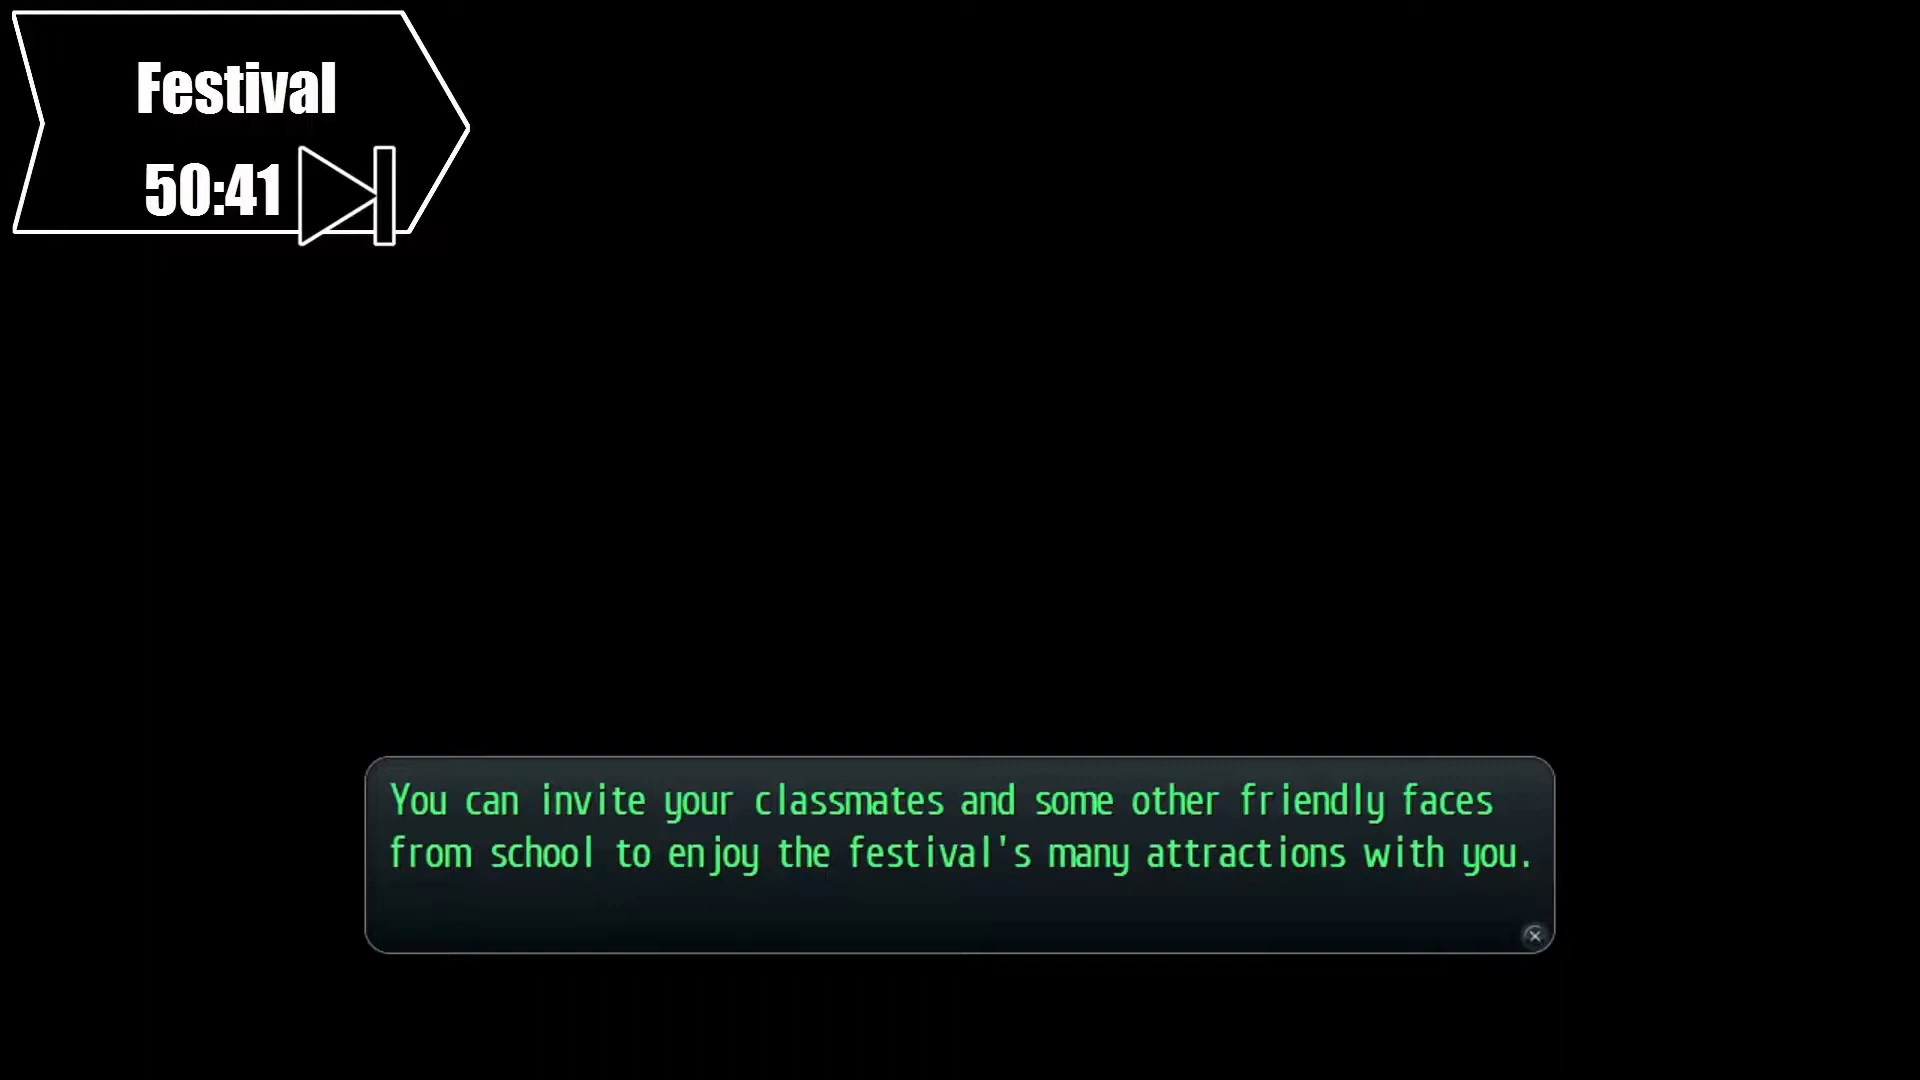 Festival
50:41
You can invite your classmates and some other friendly faces
from school to enjoy the festival's many attractions with you.